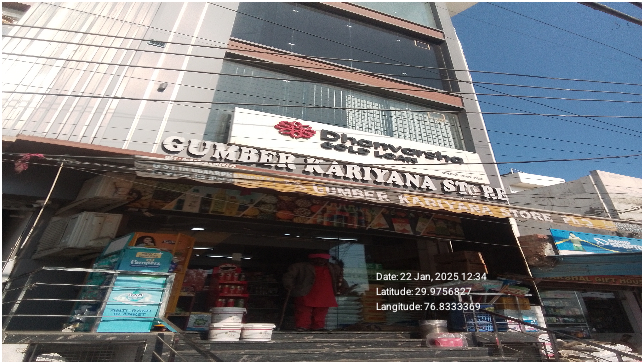 Dhanvarsha
GOLD LOAN
GUMBER KARIYANA STORE
GUMBER KARIYANA STORE
Date: 22 Jan, 2025 12:34
Latitude: 29.9756827
Langitude: 76.8333369